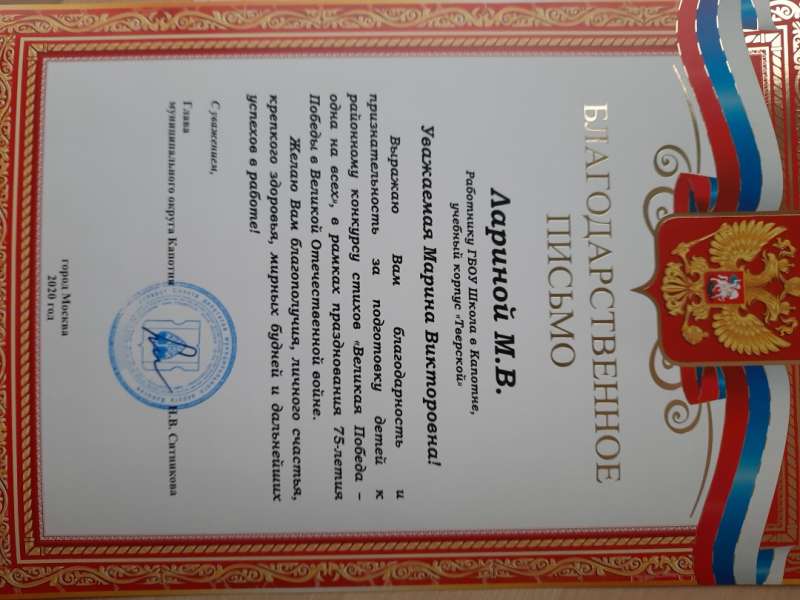 БЛАГОДАРСТВЕННОЕ
ПИСЬМО
Лариной М.В.
Работнику ГБОУ Школа в Капотне,
учебный корпус «Тверской»
Уважаемая Марина Викторовна!
Выражаю Вам благодарность и
признательность за подготовку детей к
районному конкурсу стихов «Великая Победа –
одна на всех», в рамках празднования 75-летия
Победы в Великой Отечественной войне.
Желаю Вам благополучия, личного счастья,
крепкого здоровья, мирных будней и дальнейших
успехов в работе!
С уважением,
Глава
муниципального округа Капотня Н.В. Ситникова
город Москва
2020 год